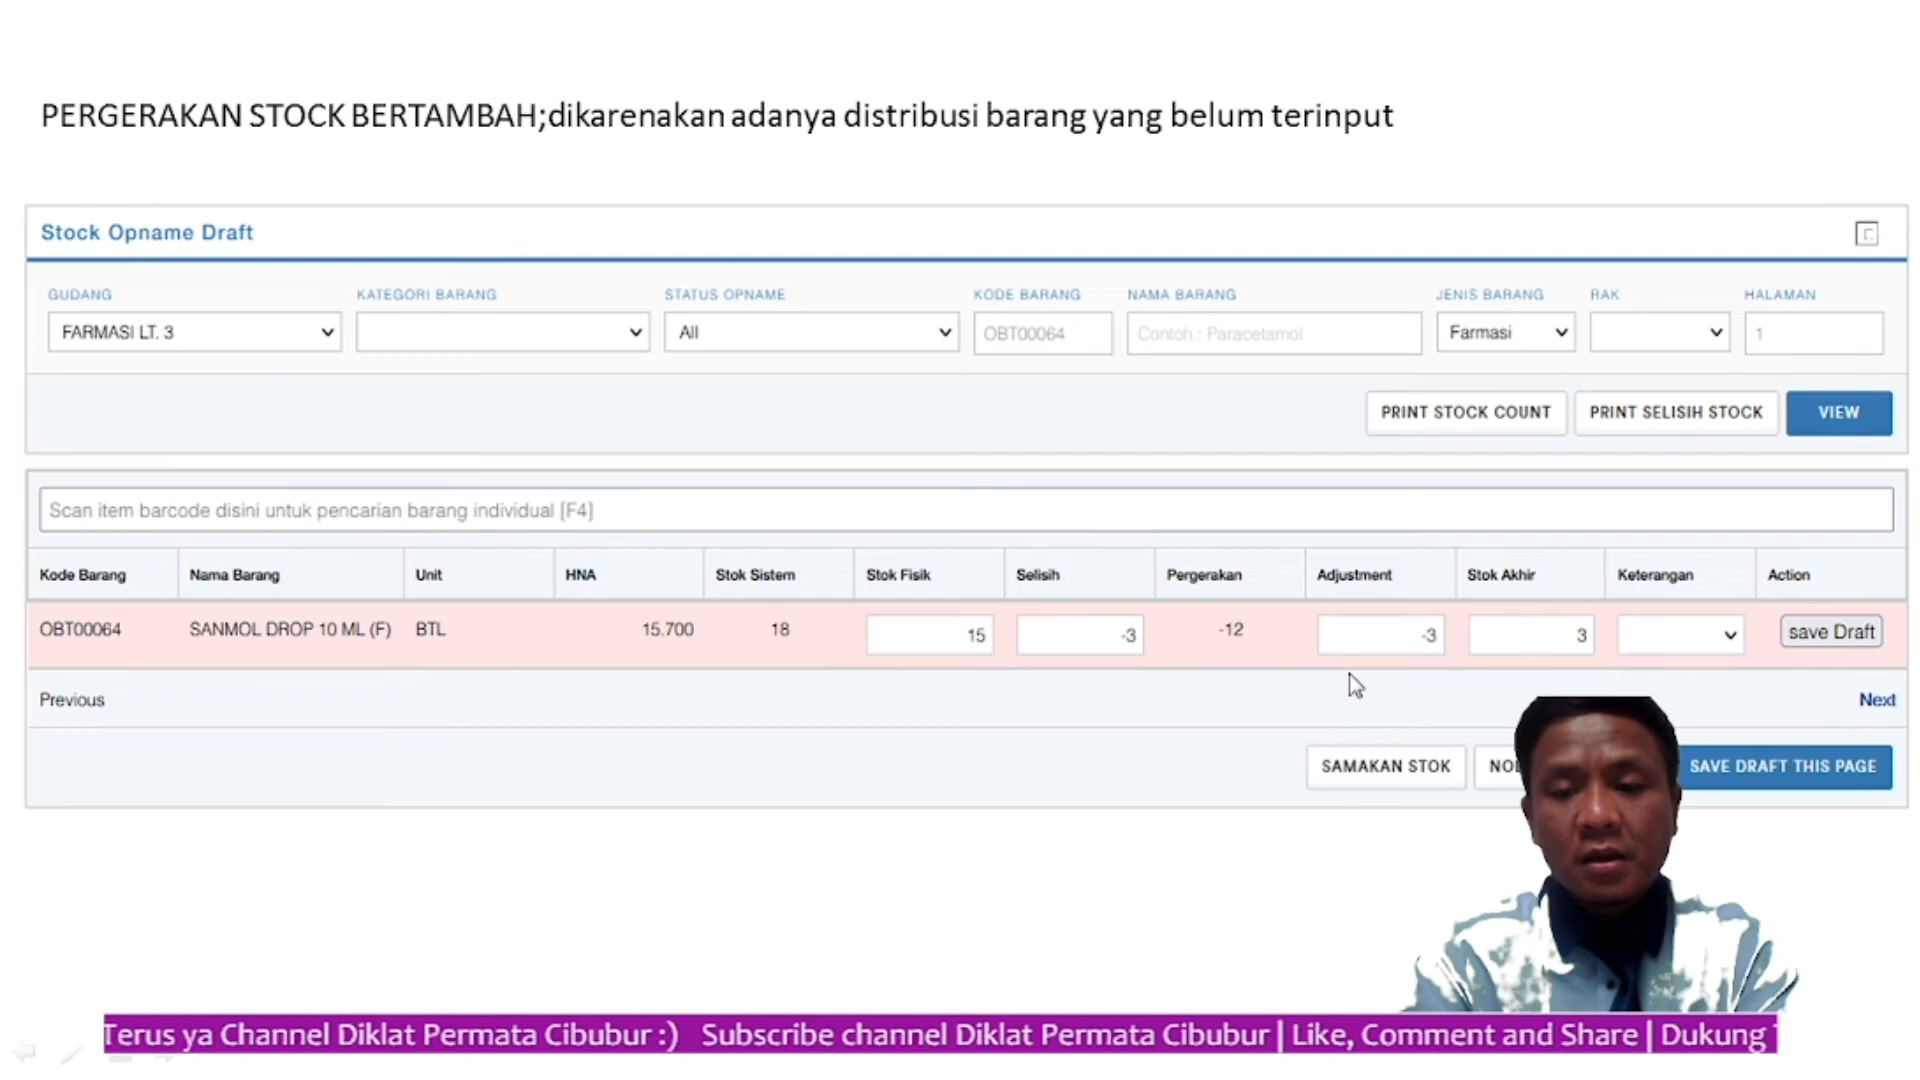 PERGERAKAN STOCK BERTAMBAH;dikarenakan adanya distribusi barang yang belum terinput
Stock Opname Draft
GUDANG KATEGORI BARANG STATUS OPNAME KODE BARANG NAMA BARANG JENIS BARANG RAK HALAMAN
FARMASI LT. 3 All OBT00064 Contoh : Paracetamol Farmasi 1
PRINT STOCK COUNT PRINT SELISIH STOCK VIEW
Scan item barcode disini untuk pencarian barang individual [F4]
Kode Barang Nama Barang Unit HNA Stok Sistem Stok Fisik Selisih Pergerakan Adjustment Stok Akhir Keterangan Action
OBT00064 SANMOL DROP 10 ML (F) BTL 15.700 18 15 -3 -12 -3 3 save Draft
Previous Next
SAMAKAN STOK SAVE DRAFT THIS PAGE
Terus ya Channel Diklat Permata Cibubur :) Subscribe channel Diklat Permata Cibubur | Like, Comment and Share | Dukung